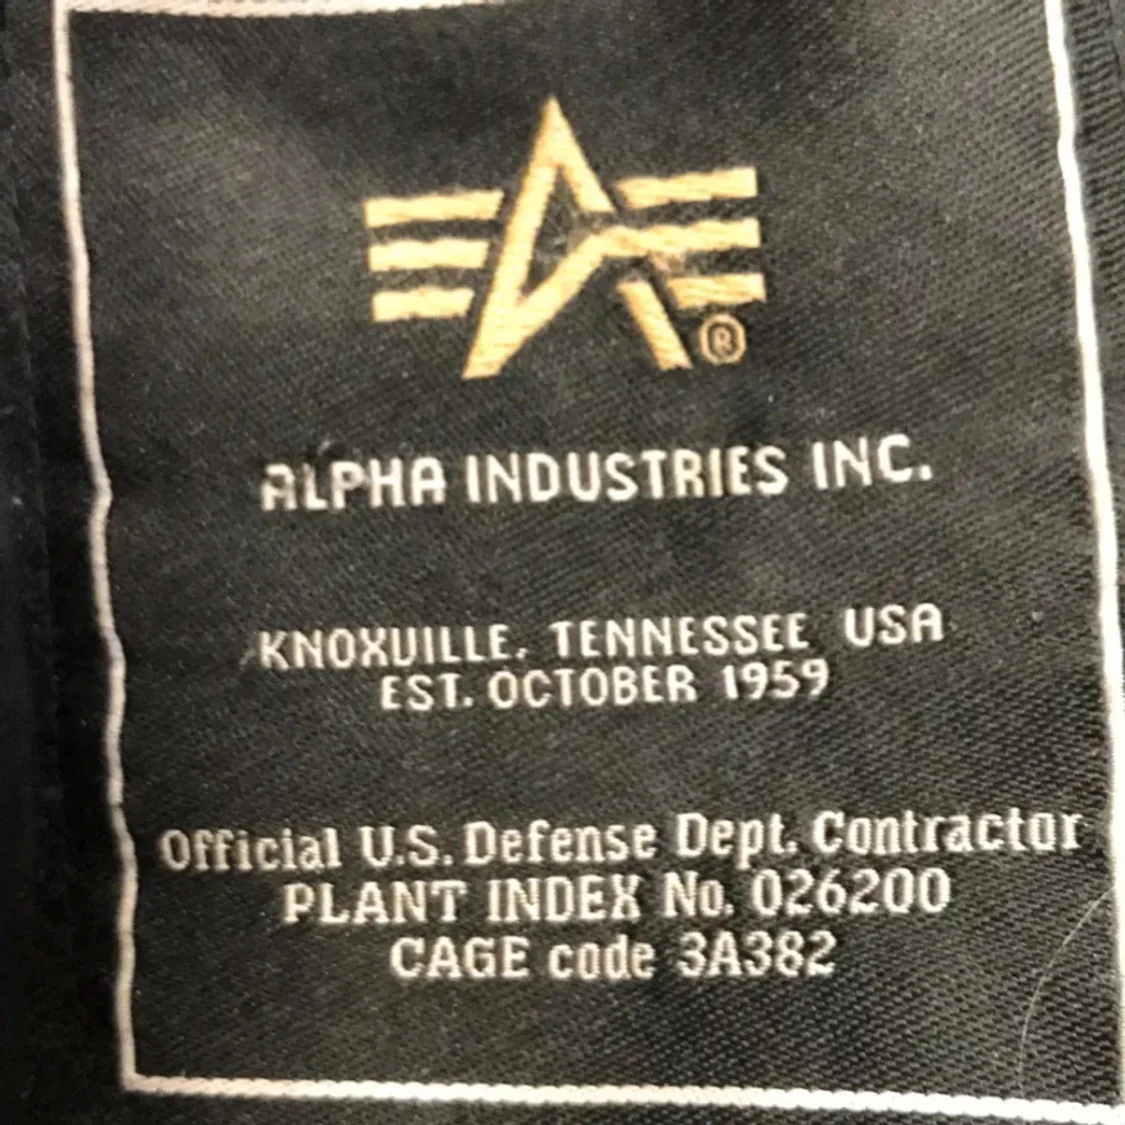 ®
ALPHA INDUSTRIES INC.
KNOXVILLE, TENNESSEE USA
EST. OCTOBER 1959
Official U.S. Defense Dept. Contractor
PLANT INDEX No. 026200
CAGE code 3A382